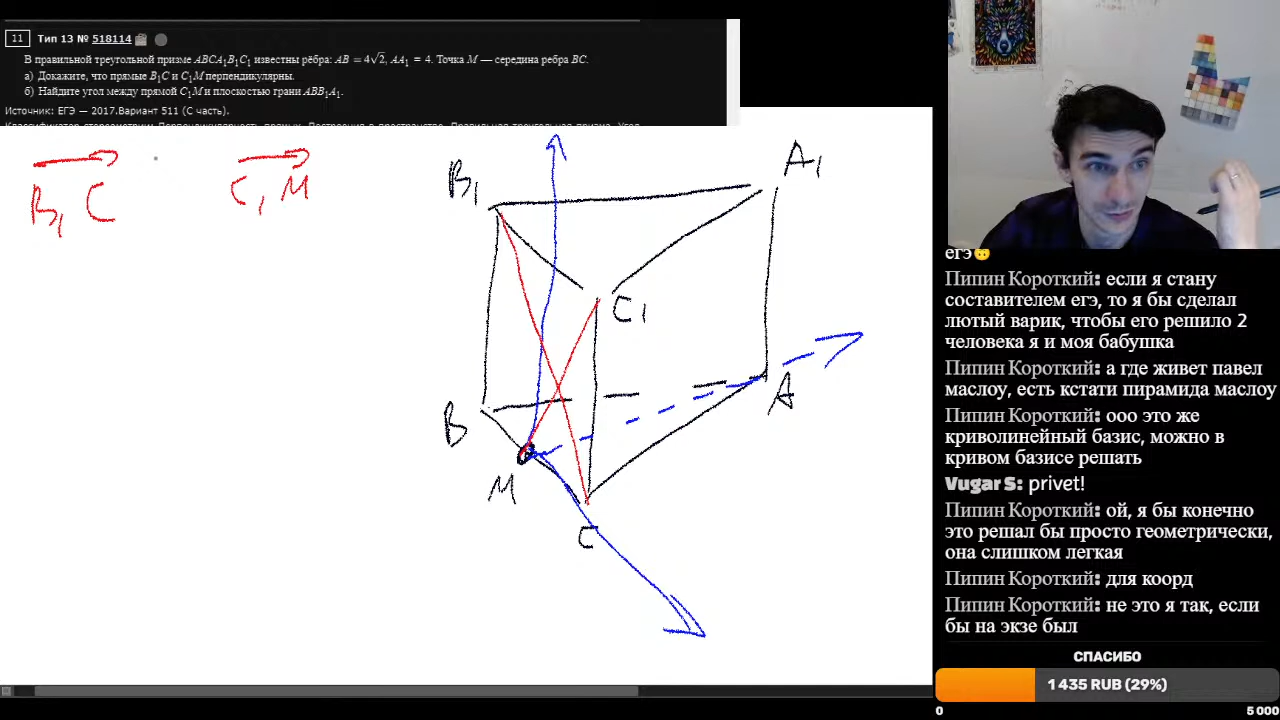 11 Тип 13 № 518114
В правильной треугольной призме ABCA₁B₁C₁ известны рёбра: AB = 4√2, AA₁ = 4. Точка M — середина ребра BC.
а) Докажите, что прямые B₁C и C₁M перпендикулярны.
б) Найдите угол между прямой C₁M и плоскостью грани ABB₁A₁.
Источник: ЕГЭ — 2017.Вариант 511 (С часть).
B₁C C₁M
B₁
A₁
C₁
A
B
M
C
егэ🙃
Пипин Короткий: если я стану
составителем егэ, то я бы сделал
лютый варик, чтобы его решило 2
человека я и моя бабушка
Пипин Короткий: а где живет павел
маслоу, есть кстати пирамида маслоу
Пипин Короткий: ооо это же
криволинейный базис, можно в
кривом базисе решать
Vugar S: privet!
Пипин Короткий: ой, я бы конечно
это решал бы просто геометрически,
она слишком легкая
Пипин Короткий: для коорд
Пипин Короткий: не это я так, если
бы на экзе был
СПАСИБО
1 435 RUB (29%)
0 5 000